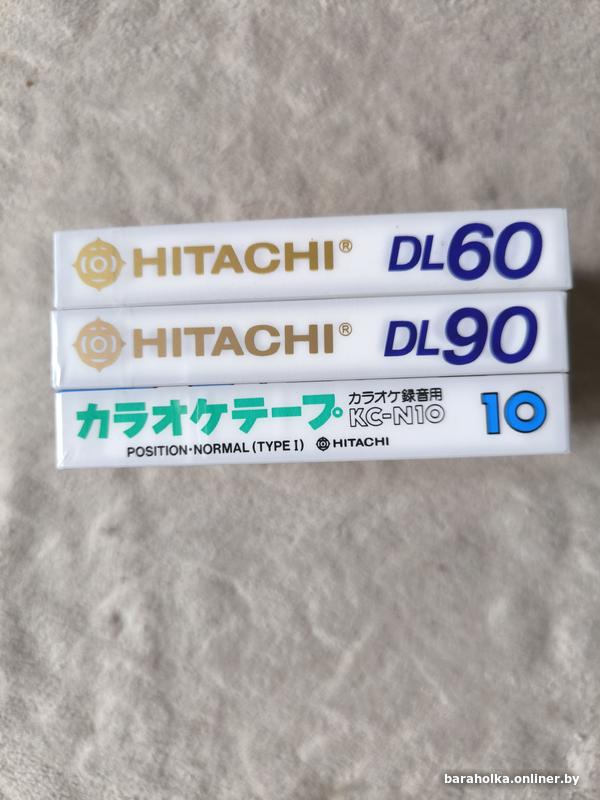 HITACHI® DL60
HITACHI® DL90
カラオケテープ カラオケ録音用 KC-N10 10
POSITION·NORMAL (TYPE I) HITACHI
baraholka.onliner.by